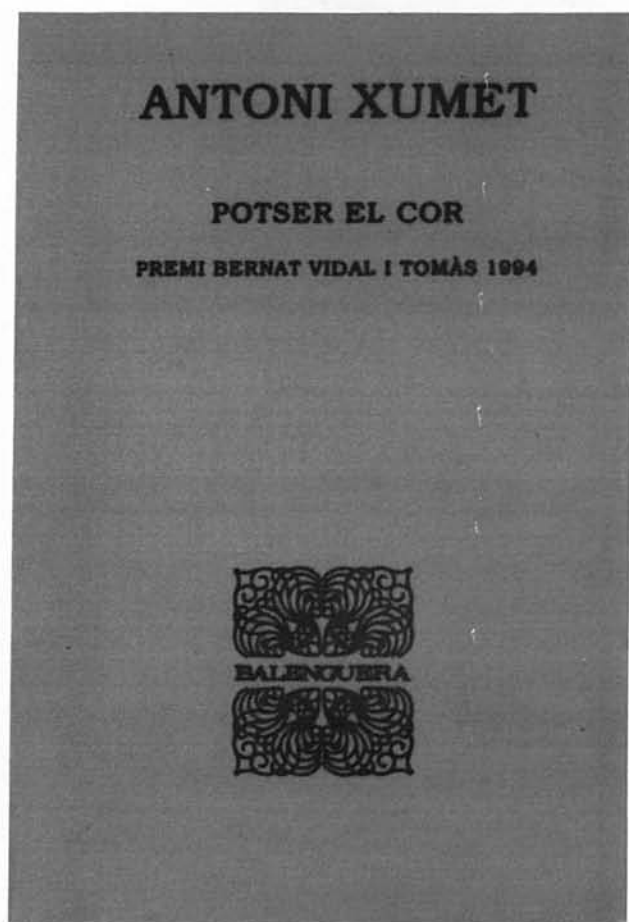 ANTONI XUMET
POTSER EL COR
PREMI BERNAT VIDAL I TOMÀS 1994
BALENGUERA